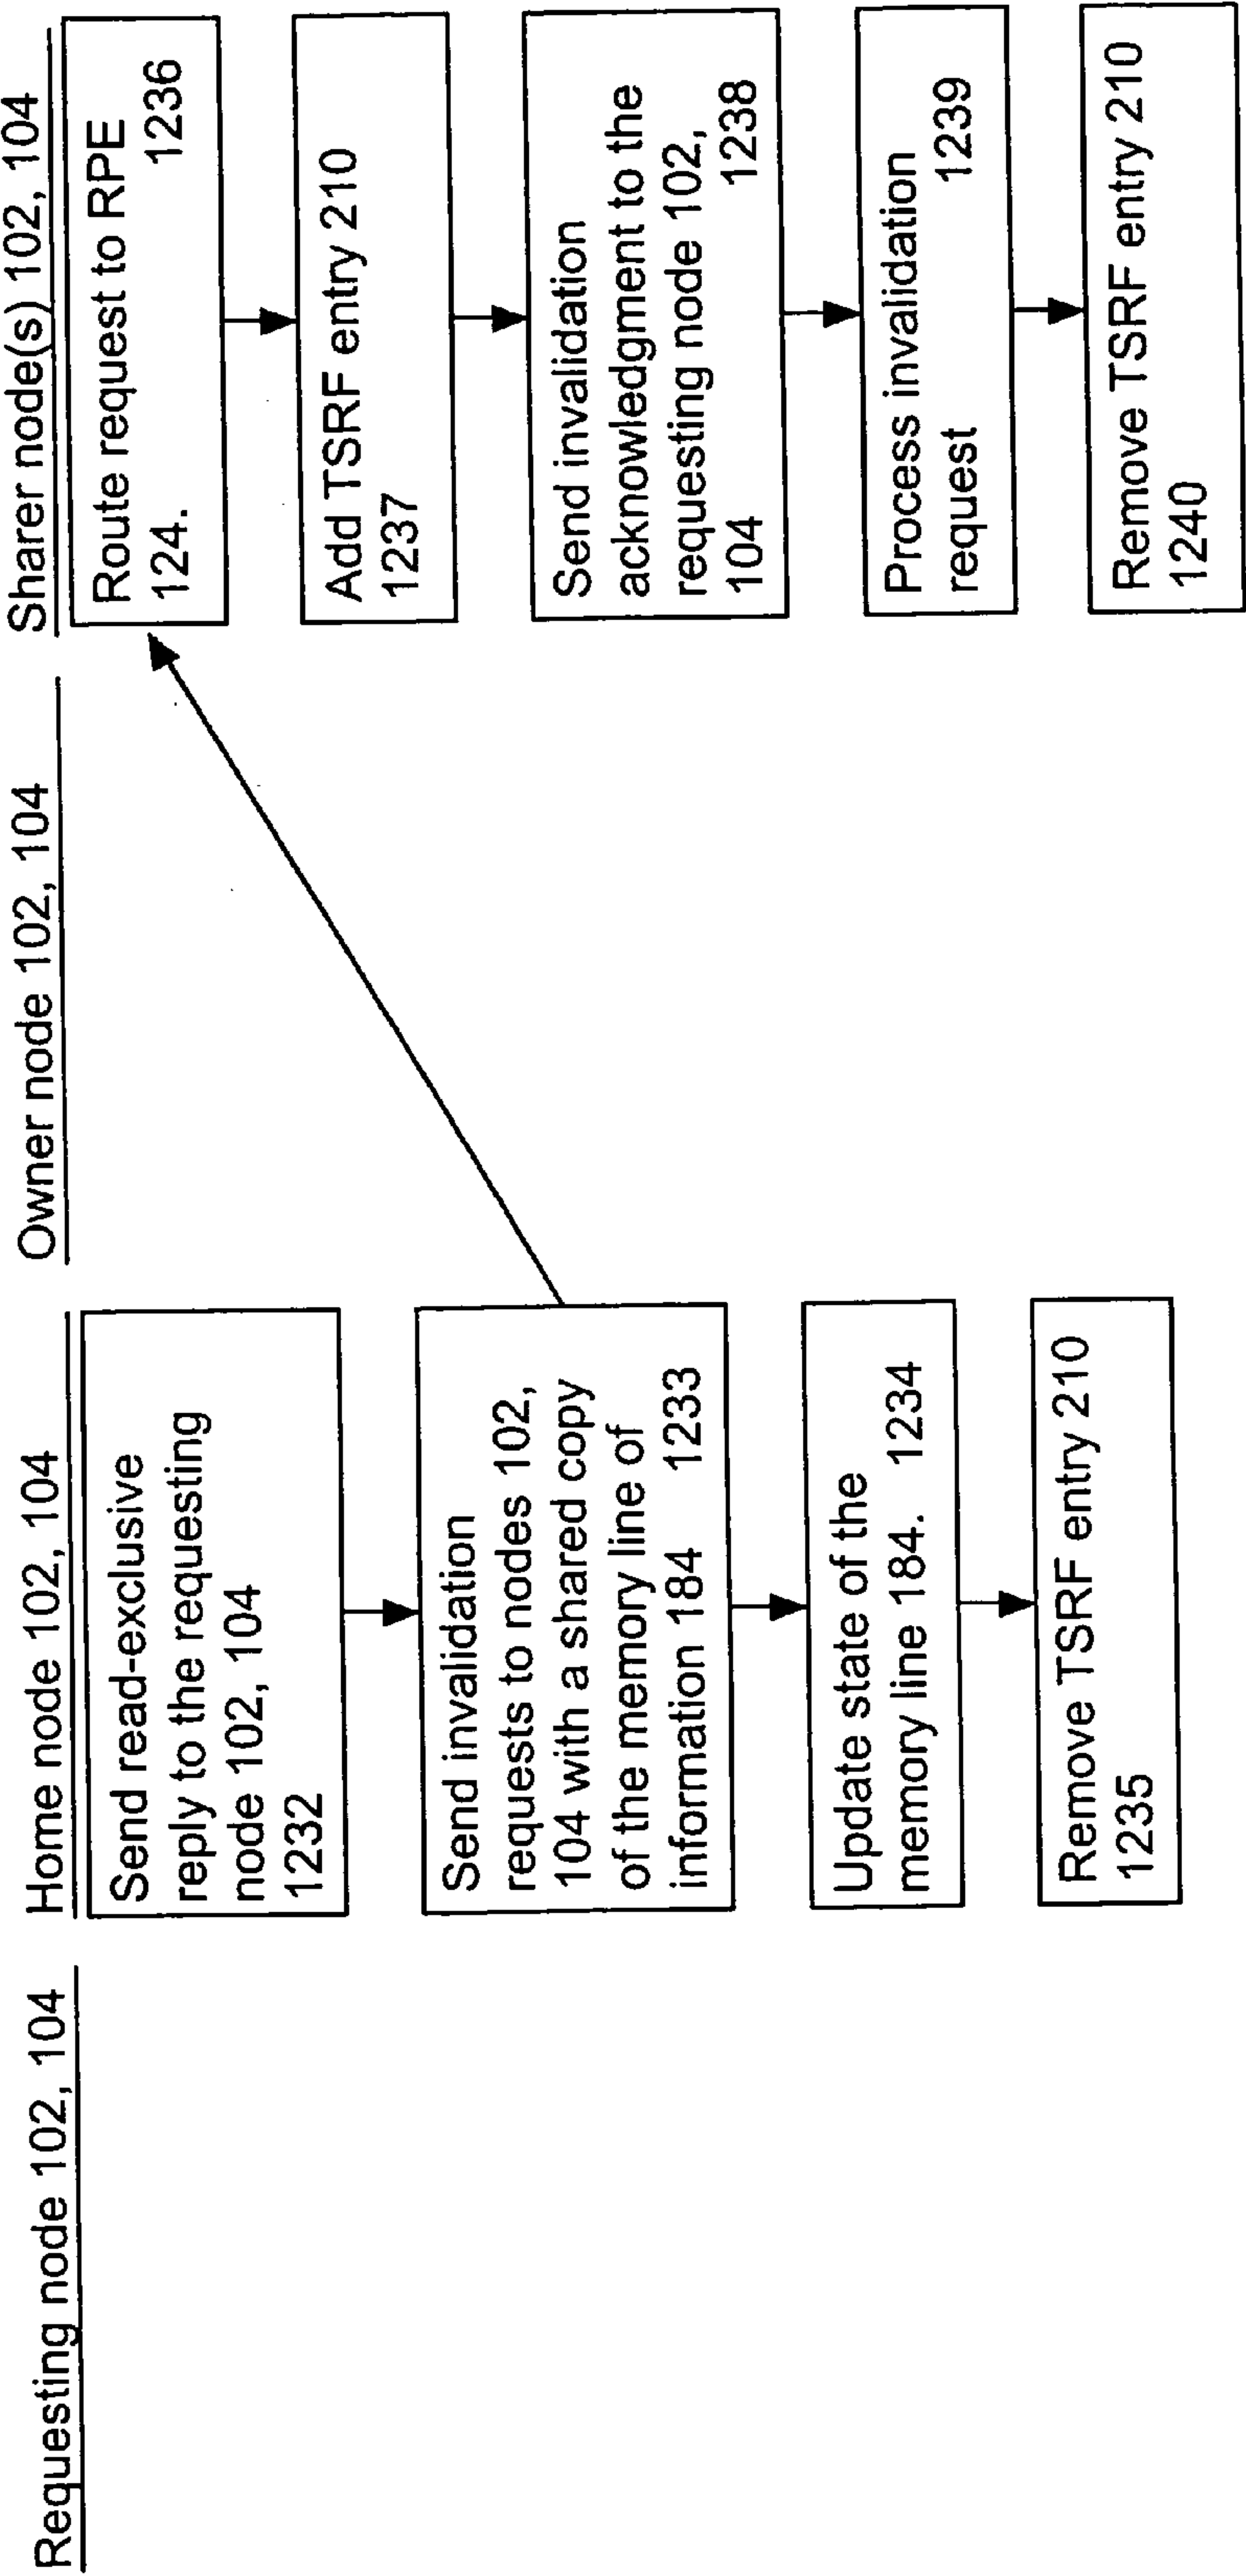 Requesting node 102, 104
Home node 102, 104
Owner node 102, 104
Sharer node(s) 102, 104
Send read-exclusive
reply to the requesting
node 102, 104
1232
Send invalidation
requests to nodes 102,
104 with a shared copy
of the memory line of
information 184 1233
Update state of the
memory line 184. 1234
Remove TSRF entry 210
1235
Route request to RPE
124. 1236
Add TSRF entry 210
1237
Send invalidation
acknowledgment to the
requesting node 102,
104 1238
Process invalidation
request 1239
Remove TSRF entry 210
1240